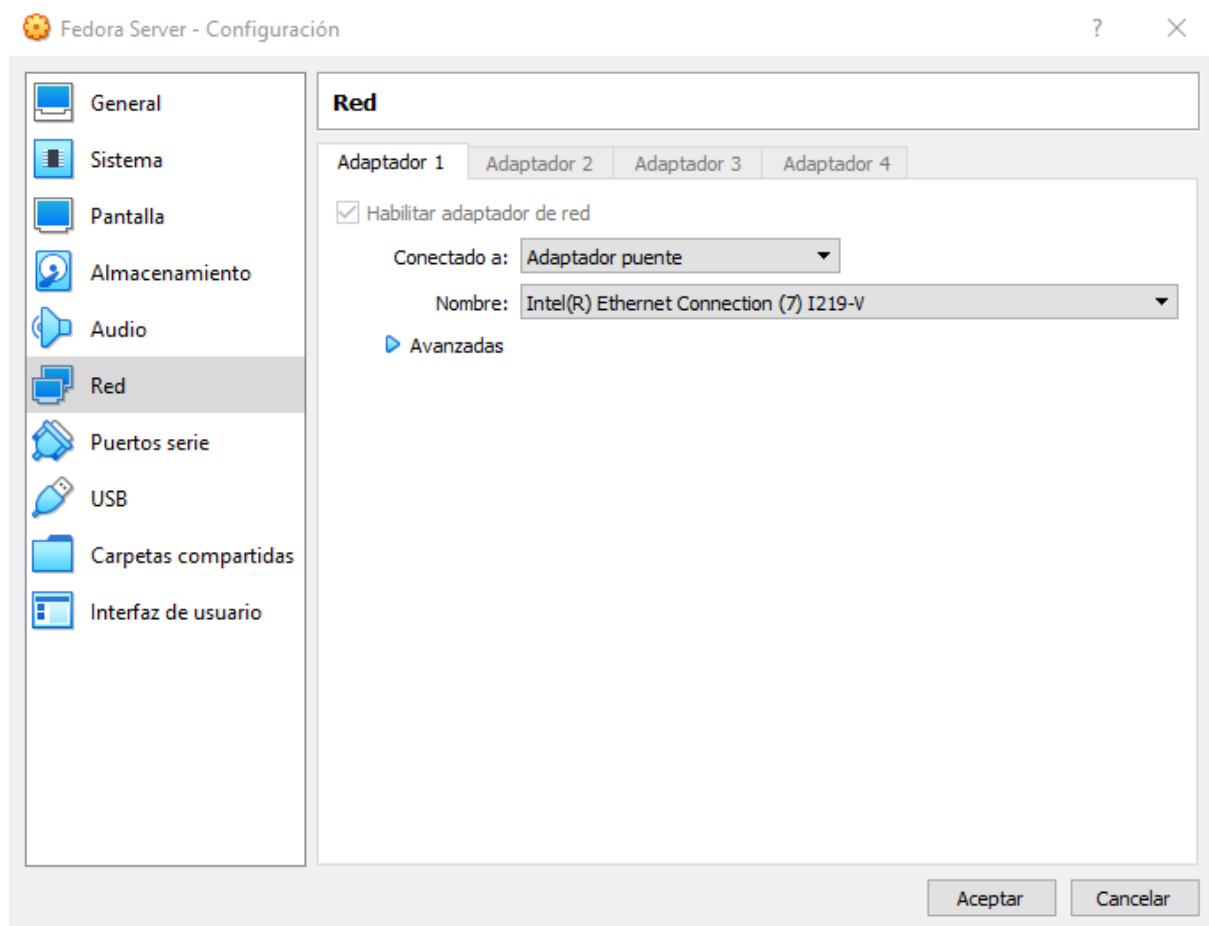 Fedora Server - Configuración
?
General
Sistema
Pantalla
Almacenamiento
Audio
Red
Puertos serie
USB
Carpetas compartidas
Interfaz de usuario
Red
Adaptador 1 Adaptador 2 Adaptador 3 Adaptador 4
Habilitar adaptador de red
Conectado a: Adaptador puente
Nombre: Intel(R) Ethernet Connection (7) I219-V
Avanzadas
Aceptar Cancelar